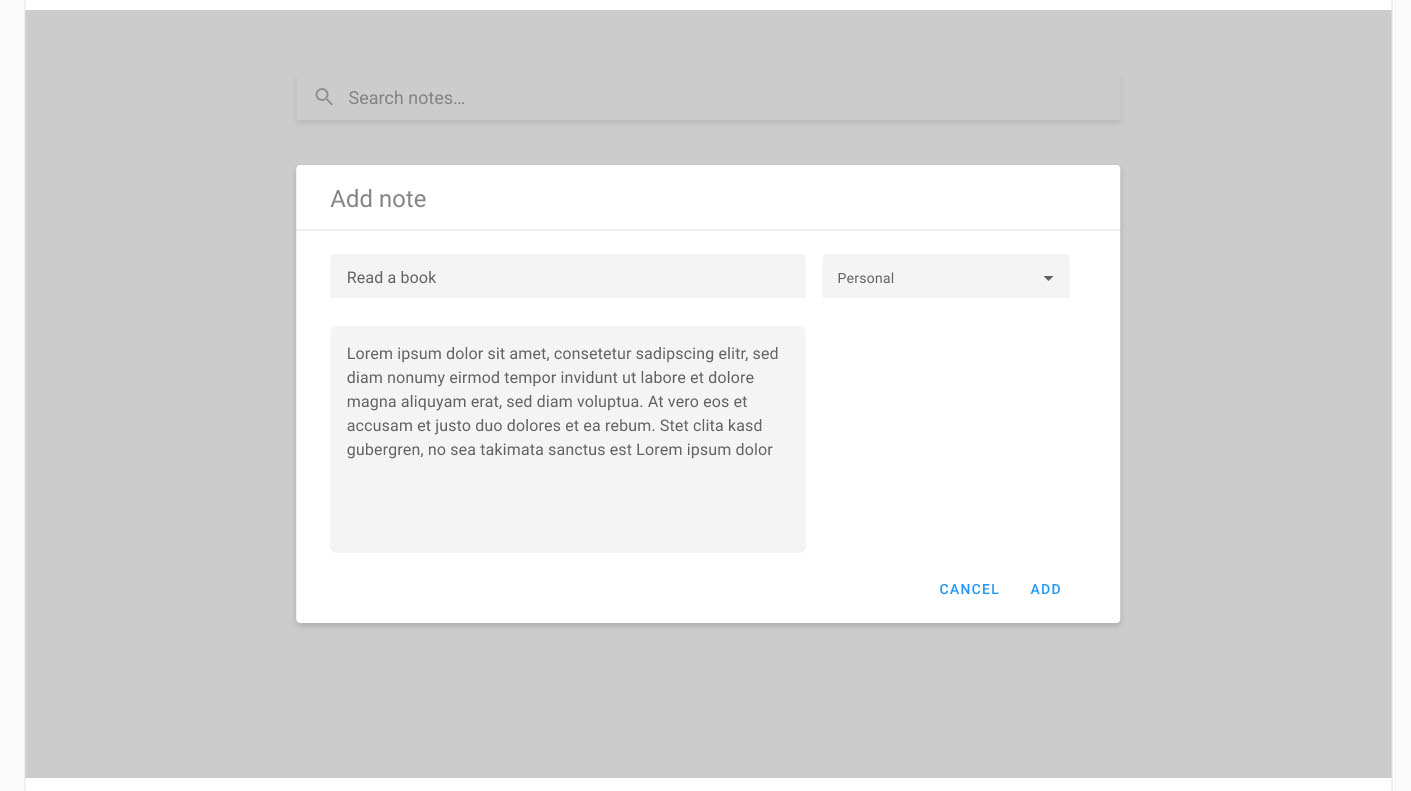 Search notes…
Add note
Read a book
Personal
Lorem ipsum dolor sit amet, consetetur sadipscing elitr, sed
diam nonumy eirmod tempor invidunt ut labore et dolore
magna aliquyam erat, sed diam voluptua. At vero eos et
accusam et justo duo dolores et ea rebum. Stet clita kasd
gubergren, no sea takimata sanctus est Lorem ipsum dolor
CANCEL
ADD